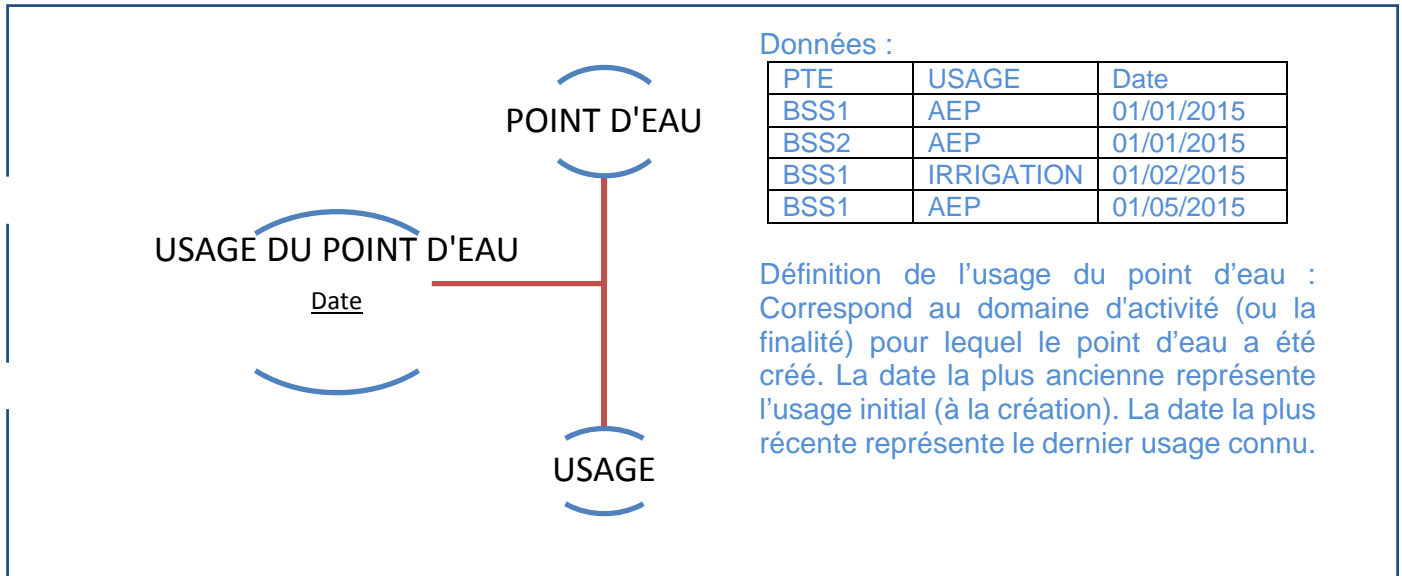 POINT D'EAU
USAGE DU POINT D'EAU
Date
USAGE
Données :
PTE USAGE Date
BSS1 AEP 01/01/2015
BSS2 AEP 01/01/2015
BSS1 IRRIGATION 01/02/2015
BSS1 AEP 01/05/2015
Définition de l’usage du point d’eau :
Correspond au domaine d'activité (ou la
finalité) pour lequel le point d’eau a été
créé. La date la plus ancienne représente
l’usage initial (à la création). La date la plus
récente représente le dernier usage connu.